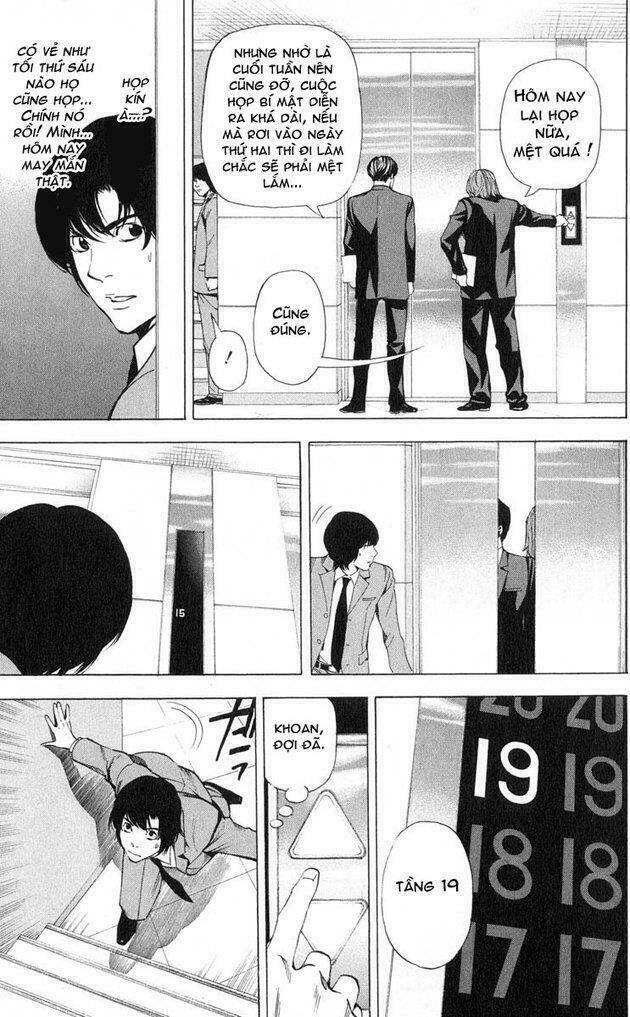 HÔM NAY
LẠI HỌP
NỮA,
MỆT QUÁ !
NHƯNG NHỜ LÀ
CUỐI TUẦN NÊN
CŨNG ĐỠ, CUỘC
HỌP BÍ MẬT DIỄN
RA KHÁ DÀI, NẾU
MÀ RƠI VÀO NGÀY
THỨ HAI THÌ ĐI LÀM
CHẮC SẼ PHẢI MỆT
LẮM...
CŨNG
ĐÚNG.
!
HỌP
KÍN
À...?
CÓ VẺ NHƯ
TỐI THỨ SÁU
NÀO HỌ
CŨNG HỌP...
CHÍNH NÓ
RỒI! MÌNH...
HÔM NAY
MAY MẮN
THẬT.
15
20 20
19 19
18 18
17 17
TẦNG 19
KHOAN,
ĐỢI ĐÃ.
ガッ